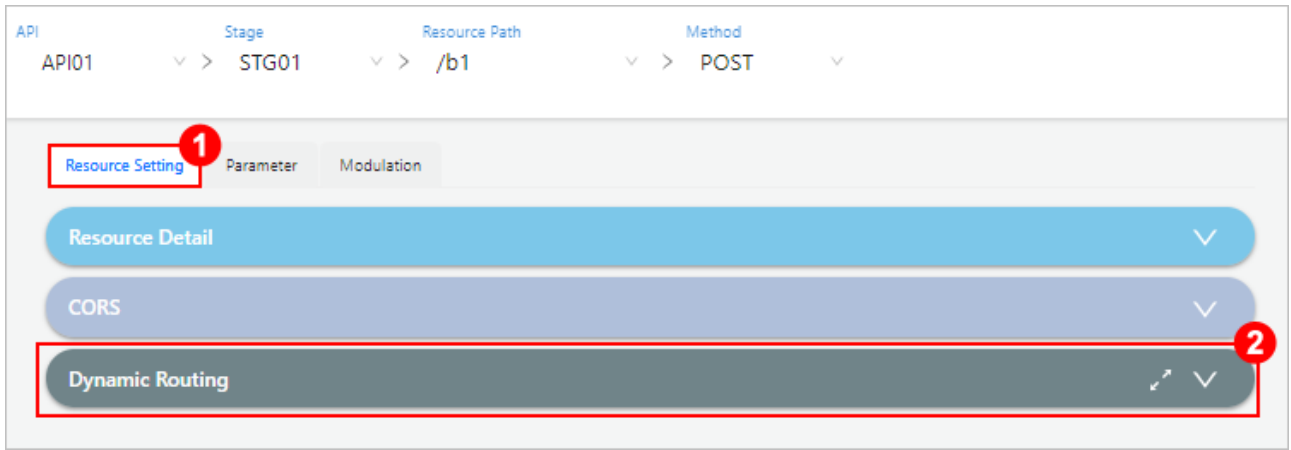 API Stage Resource Path Method
API01 > STG01 > /b1 > POST
1
Resource Setting Parameter Modulation
Resource Detail
CORS
2
Dynamic Routing